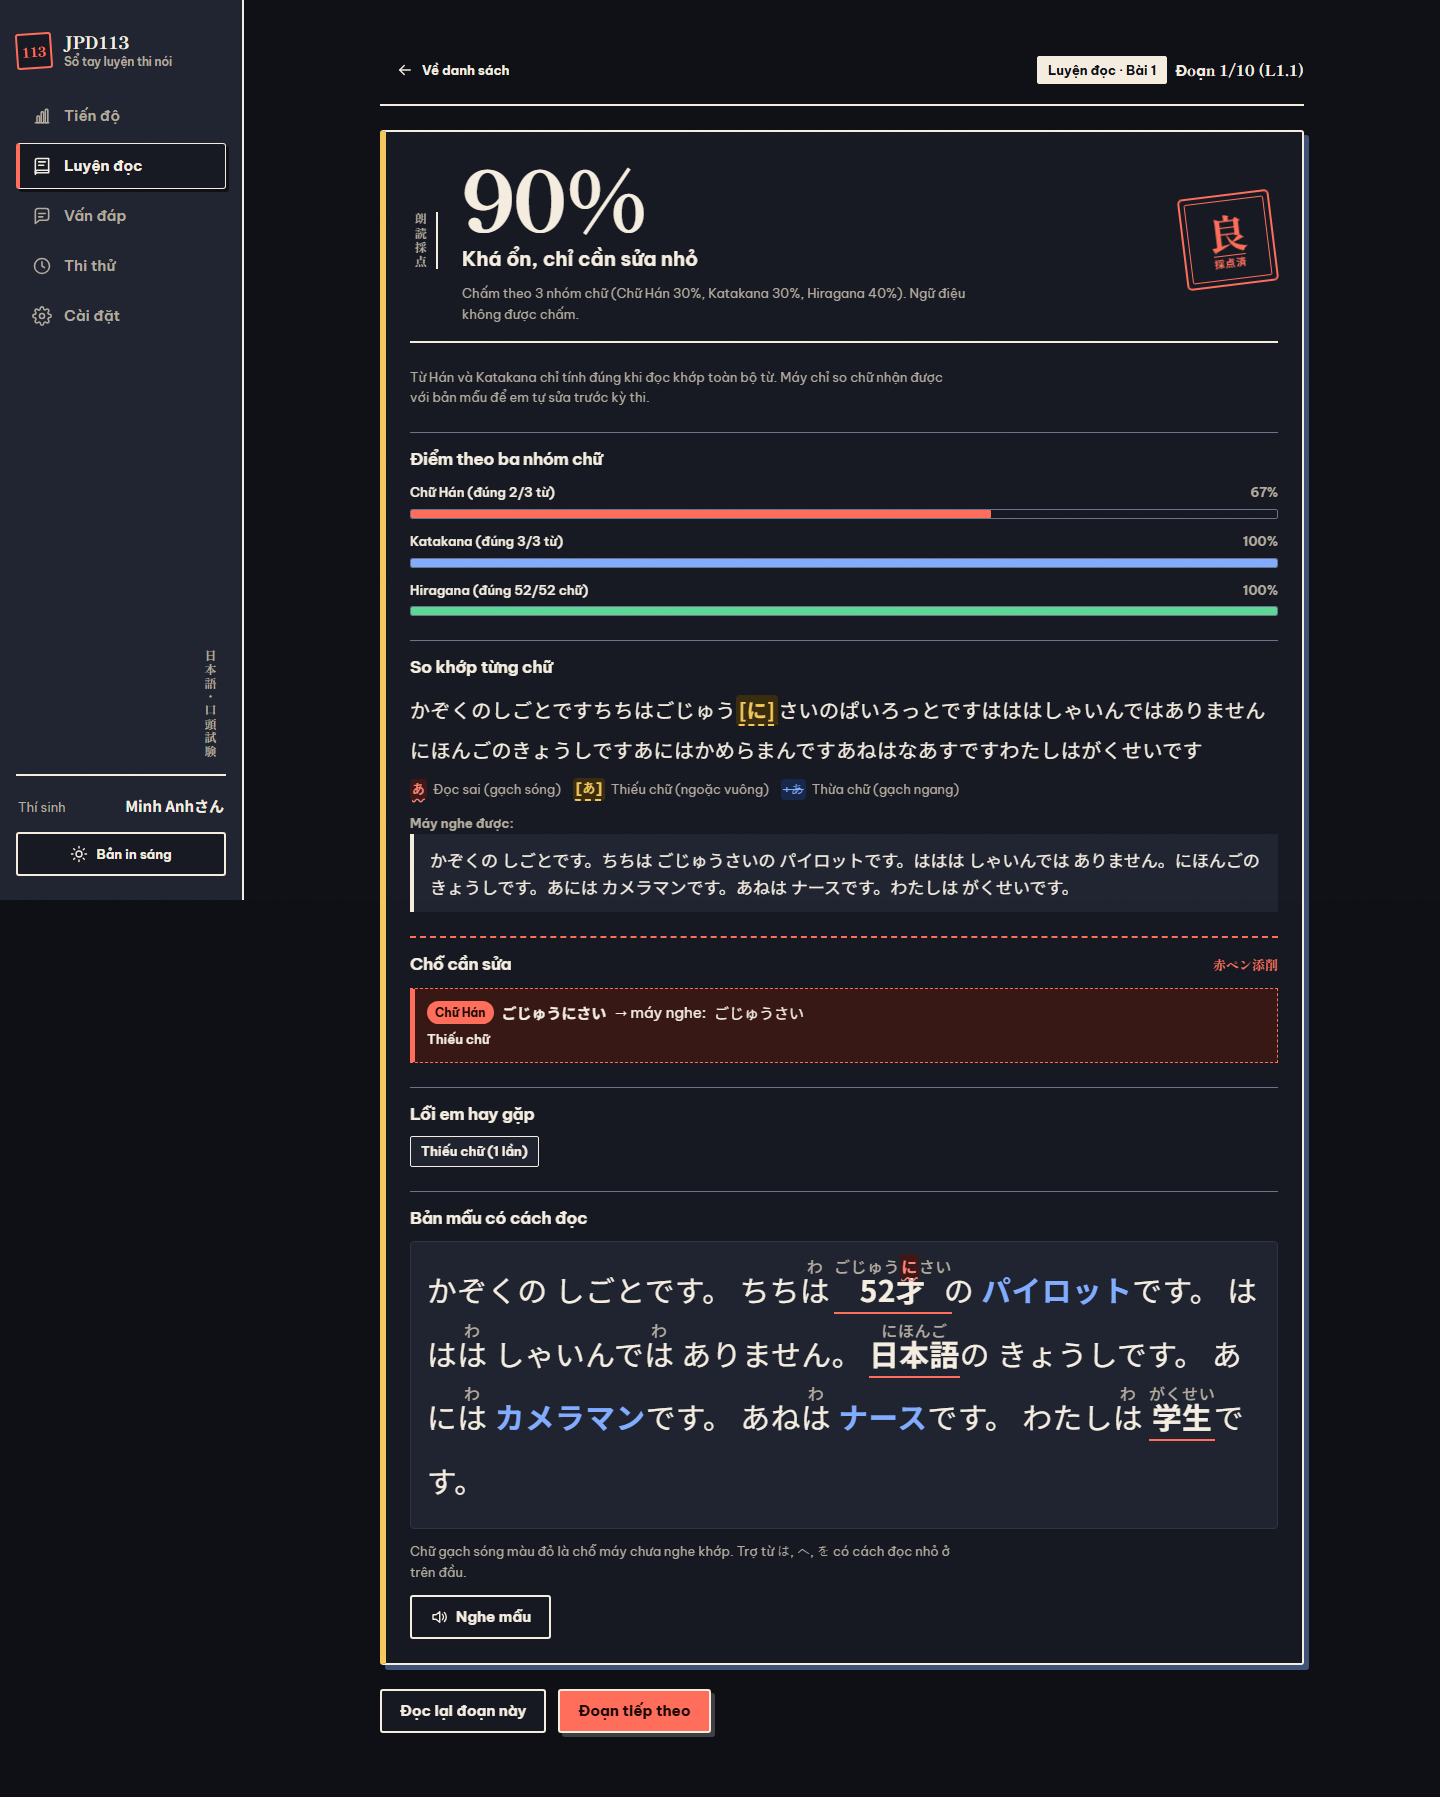 113
JPD113
Sổ tay luyện thi nói
Tiến độ
Luyện đọc
Vấn đáp
Thi thử
Cài đặt
日本語・口頭試験
Thí sinh
Minh Anhさん
Bản in sáng
Về danh sách
Luyện đọc · Bài 1
Đoạn 1/10 (L1.1)
朗読採点
90%
Khá ổn, chỉ cần sửa nhỏ
Chấm theo 3 nhóm chữ (Chữ Hán 30%, Katakana 30%, Hiragana 40%). Ngữ điệu
không được chấm.
良
採点済
Từ Hán và Katakana chỉ tính đúng khi đọc khớp toàn bộ từ. Máy chỉ so chữ nhận được
với bản mẫu để em tự sửa trước kỳ thi.
Điểm theo ba nhóm chữ
Chữ Hán (đúng 2/3 từ)
67%
Katakana (đúng 3/3 từ)
100%
Hiragana (đúng 52/52 chữ)
100%
So khớp từng chữ
かぞくのしごとですちちはごじゅう[に]さいのぱいろっとですはははしゃいんではありません
にほんごのきょうしですあにはかめらまんですあねはなあすですわたしはがくせいです
あ Đọc sai (gạch sóng) [あ] Thiếu chữ (ngoặc vuông) +あ Thừa chữ (gạch ngang)
Máy nghe được:
かぞくの しごとです。ちちは ごじゅうさいの パイロットです。ははは しゃいんでは ありません。にほんごの
きょうしです。あには カメラマンです。あねは ナースです。わたしは がくせいです。
Chỗ cần sửa
赤ペン添削
Chữ Hán ごじゅうにさい → máy nghe: ごじゅうさい
Thiếu chữ
Lỗi em hay gặp
Thiếu chữ (1 lần)
Bản mẫu có cách đọc
わ ごじゅうにさい
かぞくの しごとです。 ちちは 52才の パイロットです。 は
わ わ にほんご
はは しゃいんでは ありません。 日本語の きょうしです。 あ
わ わ わ がくせい
には カメラマンです。 あねは ナースです。 わたしは 学生で
す。
Chữ gạch sóng màu đỏ là chỗ máy chưa nghe khớp. Trợ từ は, へ, を có cách đọc nhỏ ở
trên đầu.
Nghe mẫu
Đọc lại đoạn này
Đoạn tiếp theo